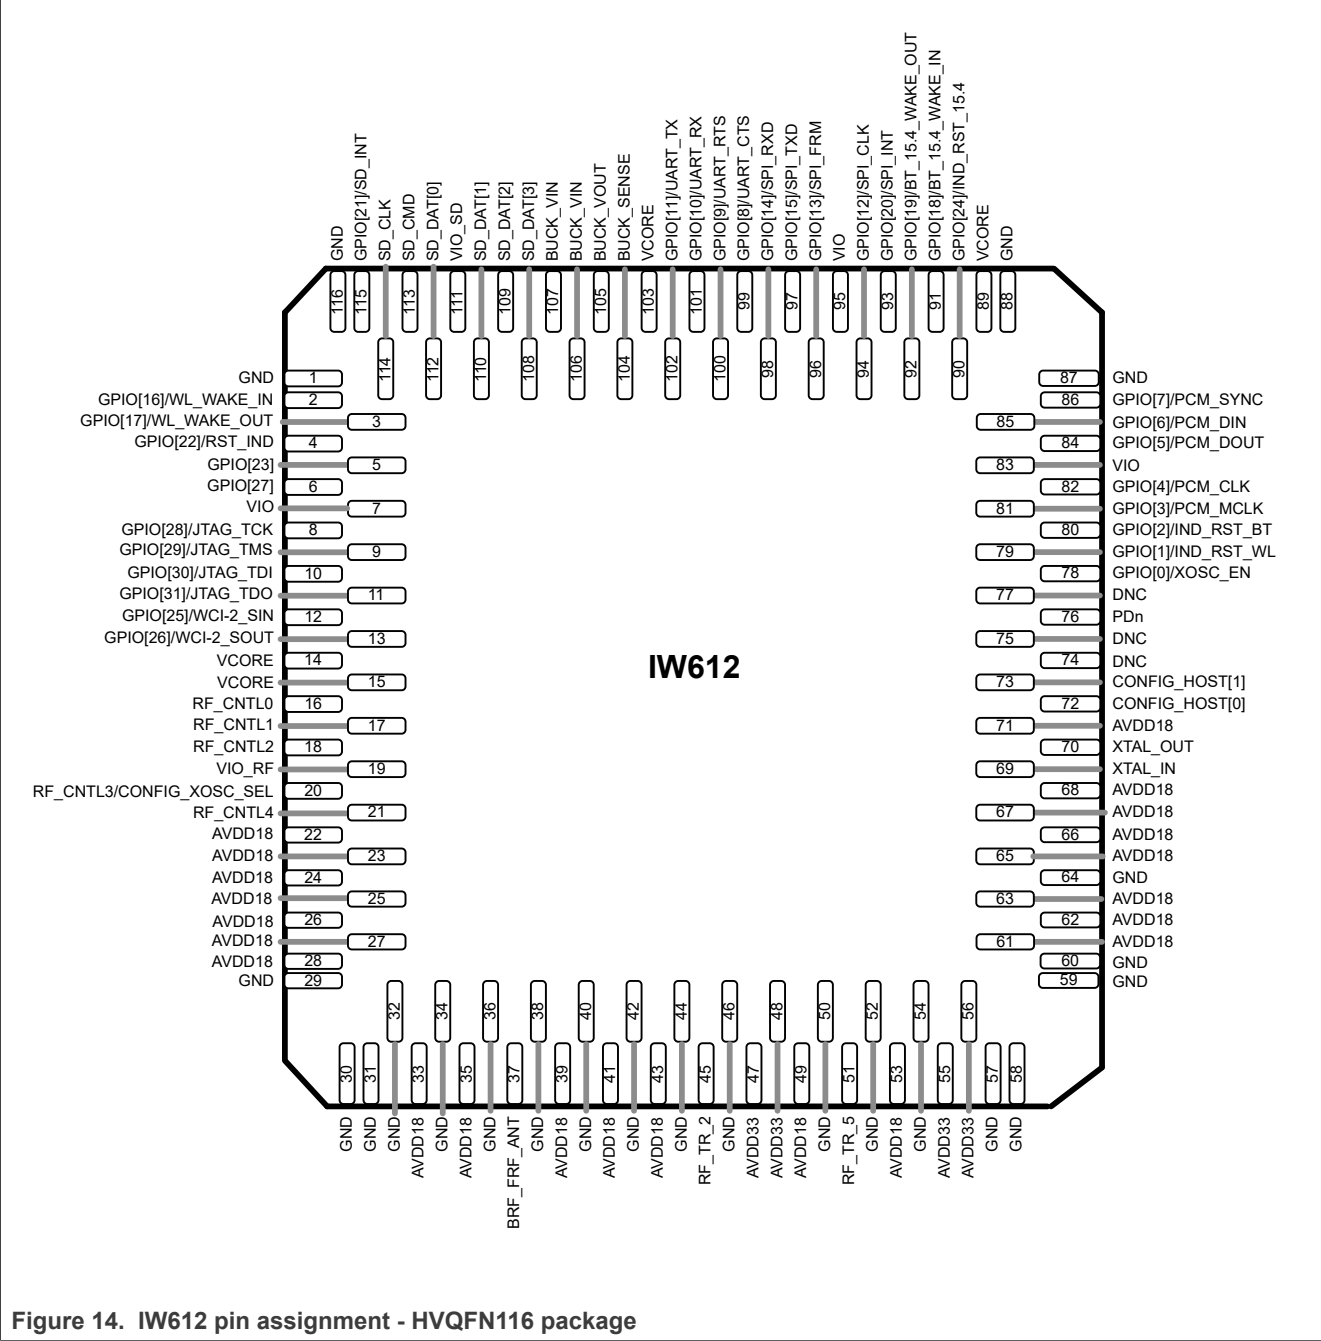 GND
GPIO[21]/SD_INT
SD_CLK
SD_CMD
SD_DAT[0]
VIO_SD
SD_DAT[1]
SD_DAT[2]
SD_DAT[3]
BUCK_VIN
BUCK_VIN
BUCK_VOUT
BUCK_SENSE
VCORE
GPIO[11]/UART_TX
GPIO[10]/UART_RX
GPIO[9]/UART_RTS
GPIO[8]/UART_CTS
GPIO[14]/SPI_RXD
GPIO[15]/SPI_TXD
GPIO[13]/SPI_FRM
VIO
GPIO[12]/SPI_CLK
GPIO[20]/SPI_INT
GPIO[19]/BT_15.4_WAKE_OUT
GPIO[18]/BT_15.4_WAKE_IN
GPIO[24]/IND_RST_15.4
VCORE
GND
116
115
114
113
112
111
110
109
108
107
106
105
104
103
102
101
100
99
98
97
96
95
94
93
92
91
90
89
88
GND 1
GPIO[16]/WL_WAKE_IN 2
GPIO[17]/WL_WAKE_OUT 3
GPIO[22]/RST_IND 4
GPIO[23] 5
GPIO[27] 6
VIO 7
GPIO[28]/JTAG_TCK 8
GPIO[29]/JTAG_TMS 9
GPIO[30]/JTAG_TDI 10
GPIO[31]/JTAG_TDO 11
GPIO[25]/WCI-2_SIN 12
GPIO[26]/WCI-2_SOUT 13
VCORE 14
VCORE 15
RF_CNTL0 16
RF_CNTL1 17
RF_CNTL2 18
VIO_RF 19
RF_CNTL3/CONFIG_XOSC_SEL 20
RF_CNTL4 21
AVDD18 22
AVDD18 23
AVDD18 24
AVDD18 25
AVDD18 26
AVDD18 27
AVDD18 28
GND 29
IW612
87 GND
86 GPIO[7]/PCM_SYNC
85 GPIO[6]/PCM_DIN
84 GPIO[5]/PCM_DOUT
83 VIO
82 GPIO[4]/PCM_CLK
81 GPIO[3]/PCM_MCLK
80 GPIO[2]/IND_RST_BT
79 GPIO[1]/IND_RST_WL
78 GPIO[0]/XOSC_EN
77 DNC
76 PDn
75 DNC
74 DNC
73 CONFIG_HOST[1]
72 CONFIG_HOST[0]
71 AVDD18
70 XTAL_OUT
69 XTAL_IN
68 AVDD18
67 AVDD18
66 AVDD18
65 AVDD18
64 GND
63 AVDD18
62 AVDD18
61 AVDD18
60 GND
59 GND
30
31
32
33
34
35
36
37
38
39
40
41
42
43
44
45
46
47
48
49
50
51
52
53
54
55
56
57
58
GND
GND
GND
AVDD18
GND
AVDD18
GND
BRF_FRF_ANT
GND
AVDD18
GND
AVDD18
GND
AVDD18
GND
RF_TR_2
GND
AVDD33
AVDD33
AVDD18
GND
RF_TR_5
GND
AVDD18
GND
AVDD33
AVDD33
GND
GND
Figure 14. IW612 pin assignment - HVQFN116 package